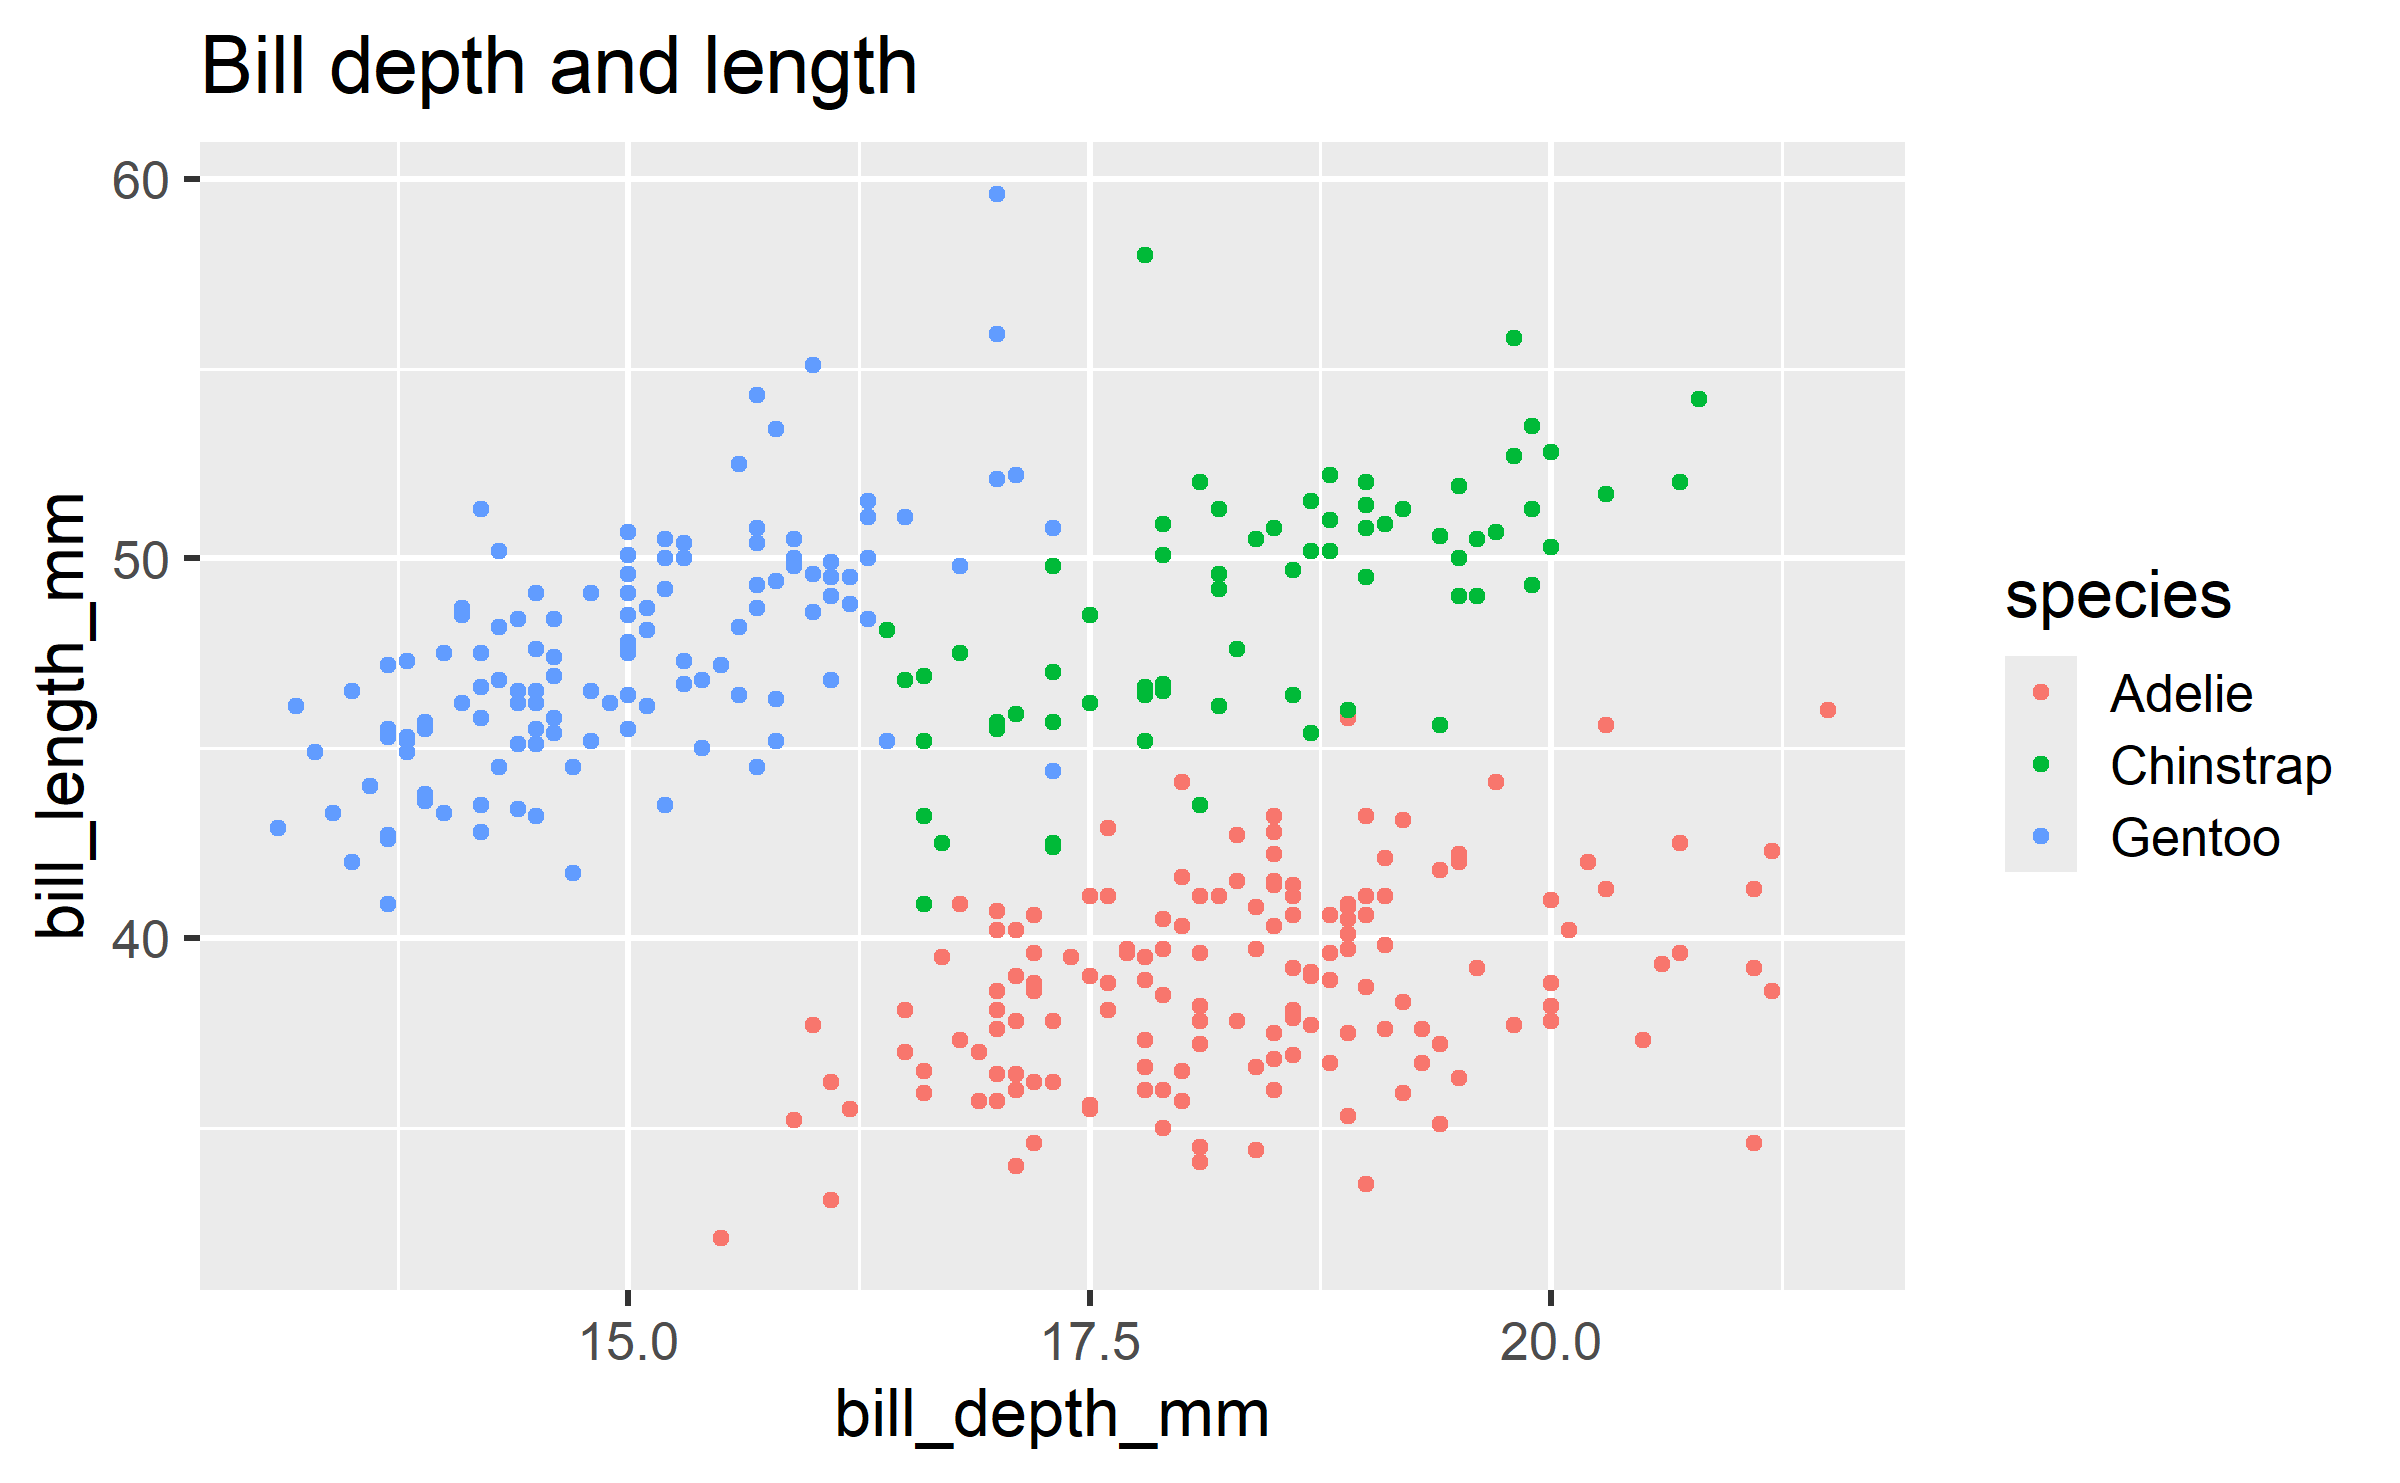 Bill depth and length
60
50
40
bill_length_mm
15.0 17.5 20.0
bill_depth_mm
species
Adelie
Chinstrap
Gentoo